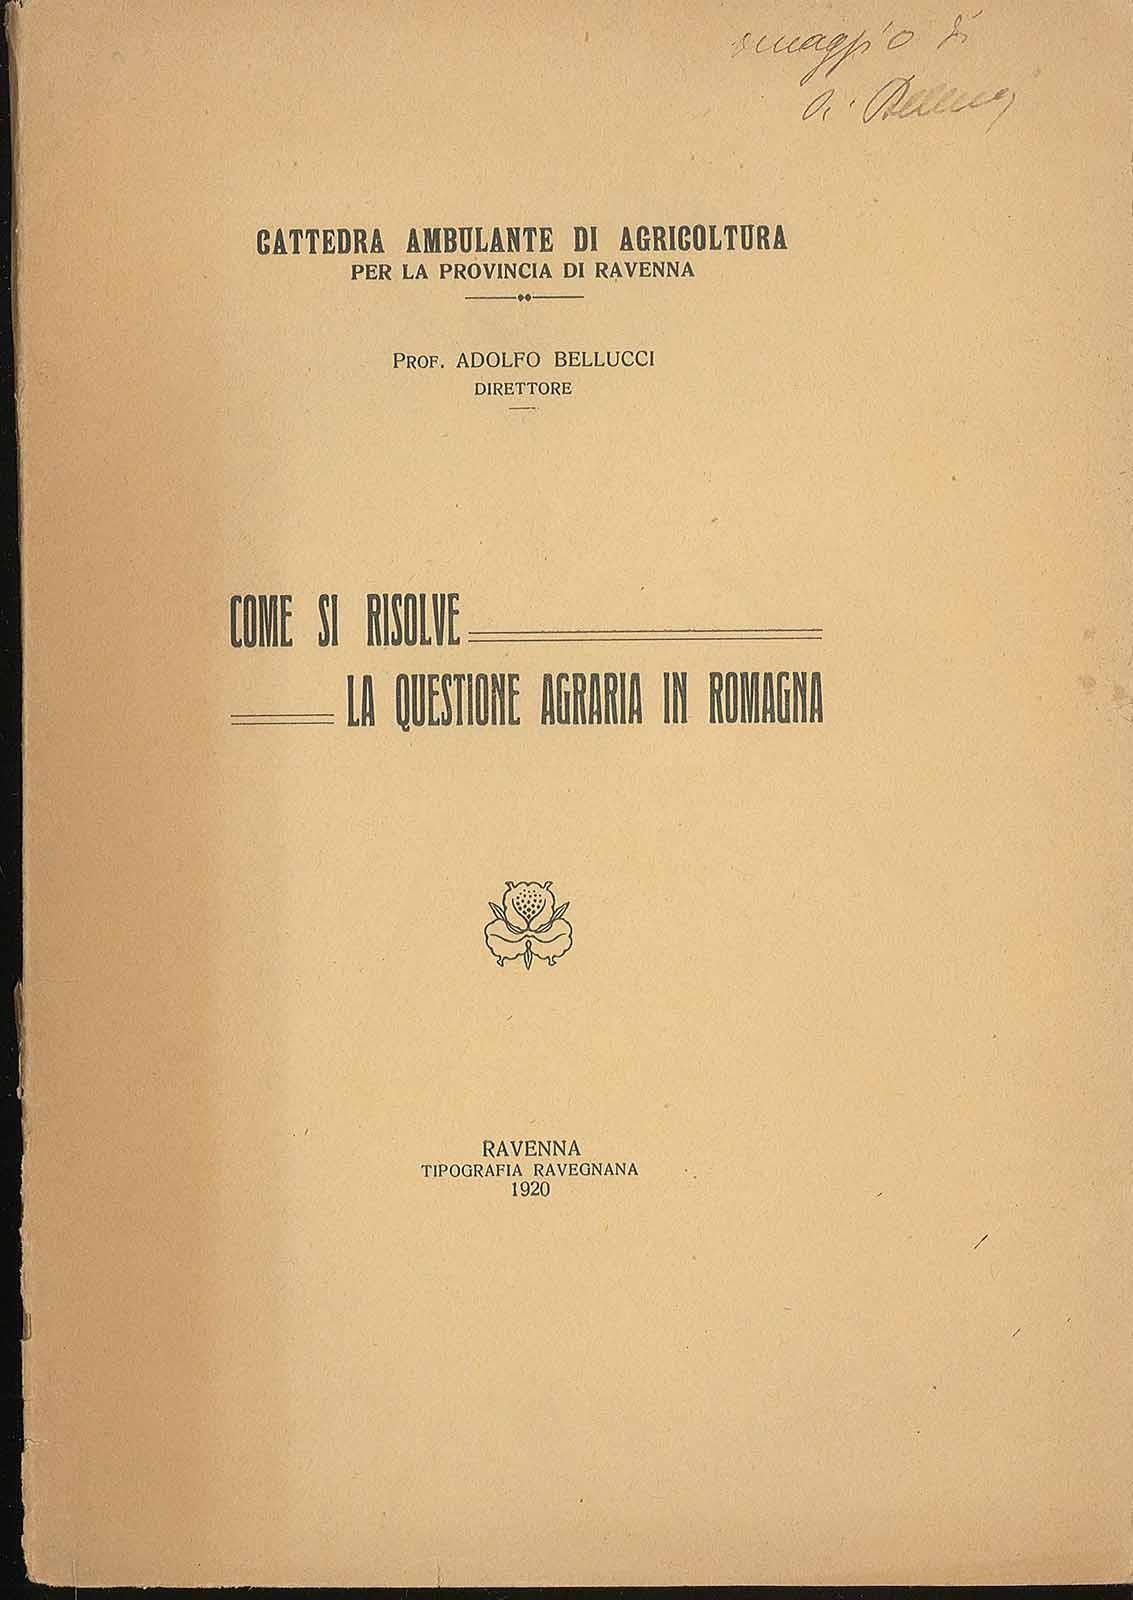 omaggio di
CATTEDRA AMBULANTE DI AGRICOLTURA
PER LA PROVINCIA DI RAVENNA
PROF. ADOLFO BELLUCCI
DIRETTORE
COME SI RISOLVE
LA QUESTIONE AGRARIA IN ROMAGNA
RAVENNA
TIPOGRAFIA RAVEGNANA
1920